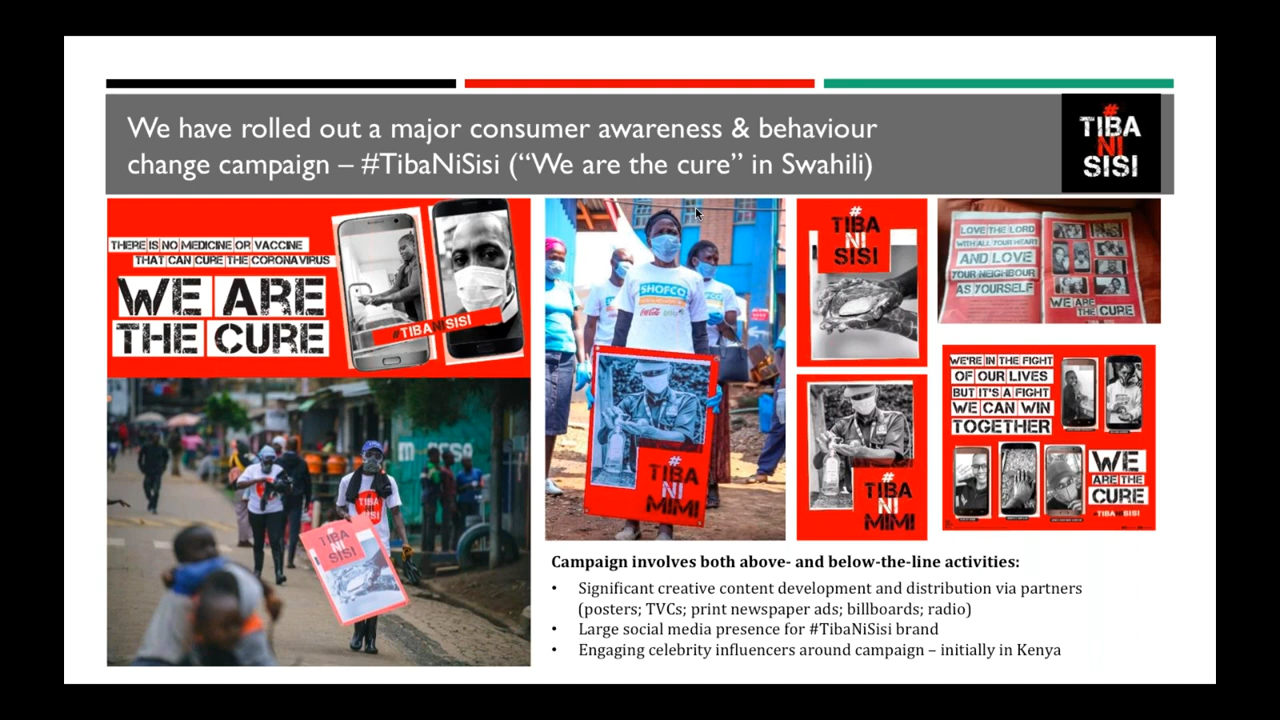 We have rolled out a major consumer awareness & behaviour
change campaign – #TibaNiSisi (“We are the cure” in Swahili)
#
TIBA
NI
SISI
THERE IS NO MEDICINE OR VACCINE
THAT CAN CURE THE CORONAVIRUS
WE ARE
THE CURE
#TIBANISISI
SHOFCO
Coca-Cola
#
TIBA
NI
MIMI
#
TIBA
NI
SISI
#
TIBA
NI
MIMI
LOVE THE LORD
WITH ALL YOUR HEART
AND LOVE
YOUR NEIGHBOUR
AS YOURSELF
WE ARE
THE CURE
WE'RE IN THE FIGHT
OF OUR LIVES
BUT IT'S A FIGHT
WE CAN WIN
TOGETHER
WE
ARE THE
CURE
#TIBANISISI
TIBA
NI
SISI
TIBA
NI
SISI
Campaign involves both above- and below-the-line activities:
• Significant creative content development and distribution via partners
(posters; TVCs; print newspaper ads; billboards; radio)
• Large social media presence for #TibaNiSisi brand
• Engaging celebrity influencers around campaign – initially in Kenya